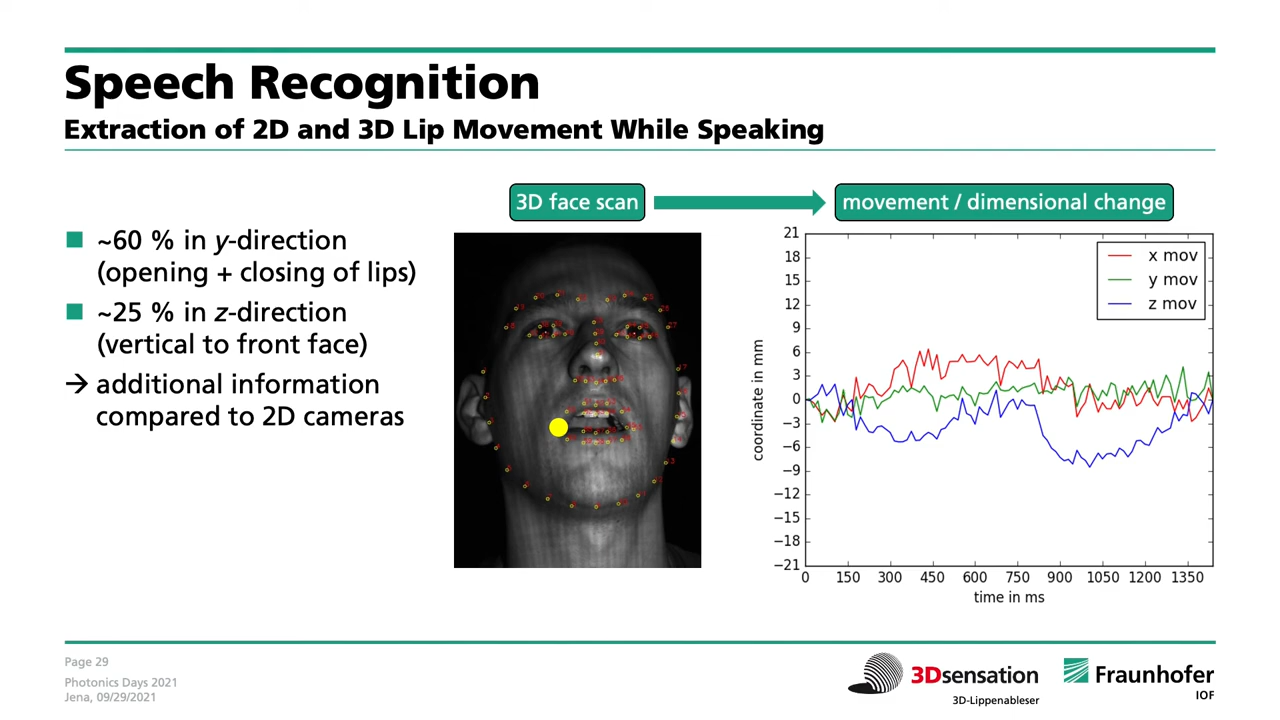 Speech Recognition
Extraction of 2D and 3D Lip Movement While Speaking
~60 % in y-direction
(opening + closing of lips)
~25 % in z-direction
(vertical to front face)
→ additional information
compared to 2D cameras
3D face scan
movement / dimensional change
21
18
15
12
9
6
3
0
−3
−6
−9
−12
−15
−18
−21
coordinate in mm
x mov
y mov
z mov
0 150 300 450 600 750 900 1050 1200 1350
time in ms
Page 29
Photonics Days 2021
Jena, 09/29/2021
3Dsensation
3D-Lippenableser
Fraunhofer
IOF